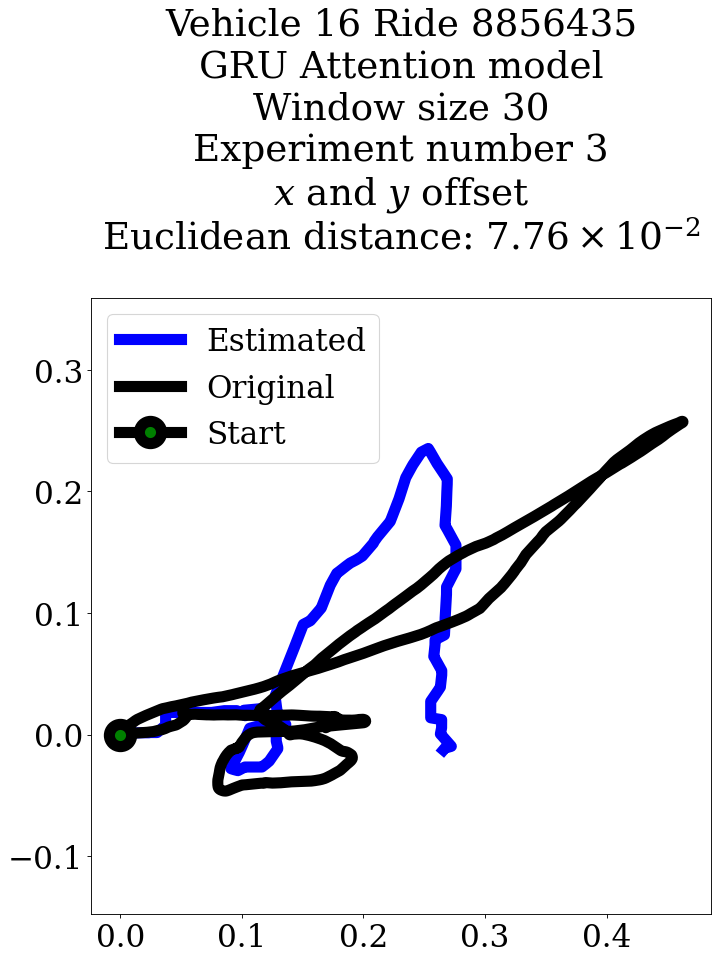 Vehicle 16 Ride 8856435
GRU Attention model
Window size 30
Experiment number 3
x and y offset
Euclidean distance: 7.76 × 10⁻²
Estimated
Original
Start
0.3
0.2
0.1
0.0
−0.1
0.0 0.1 0.2 0.3 0.4